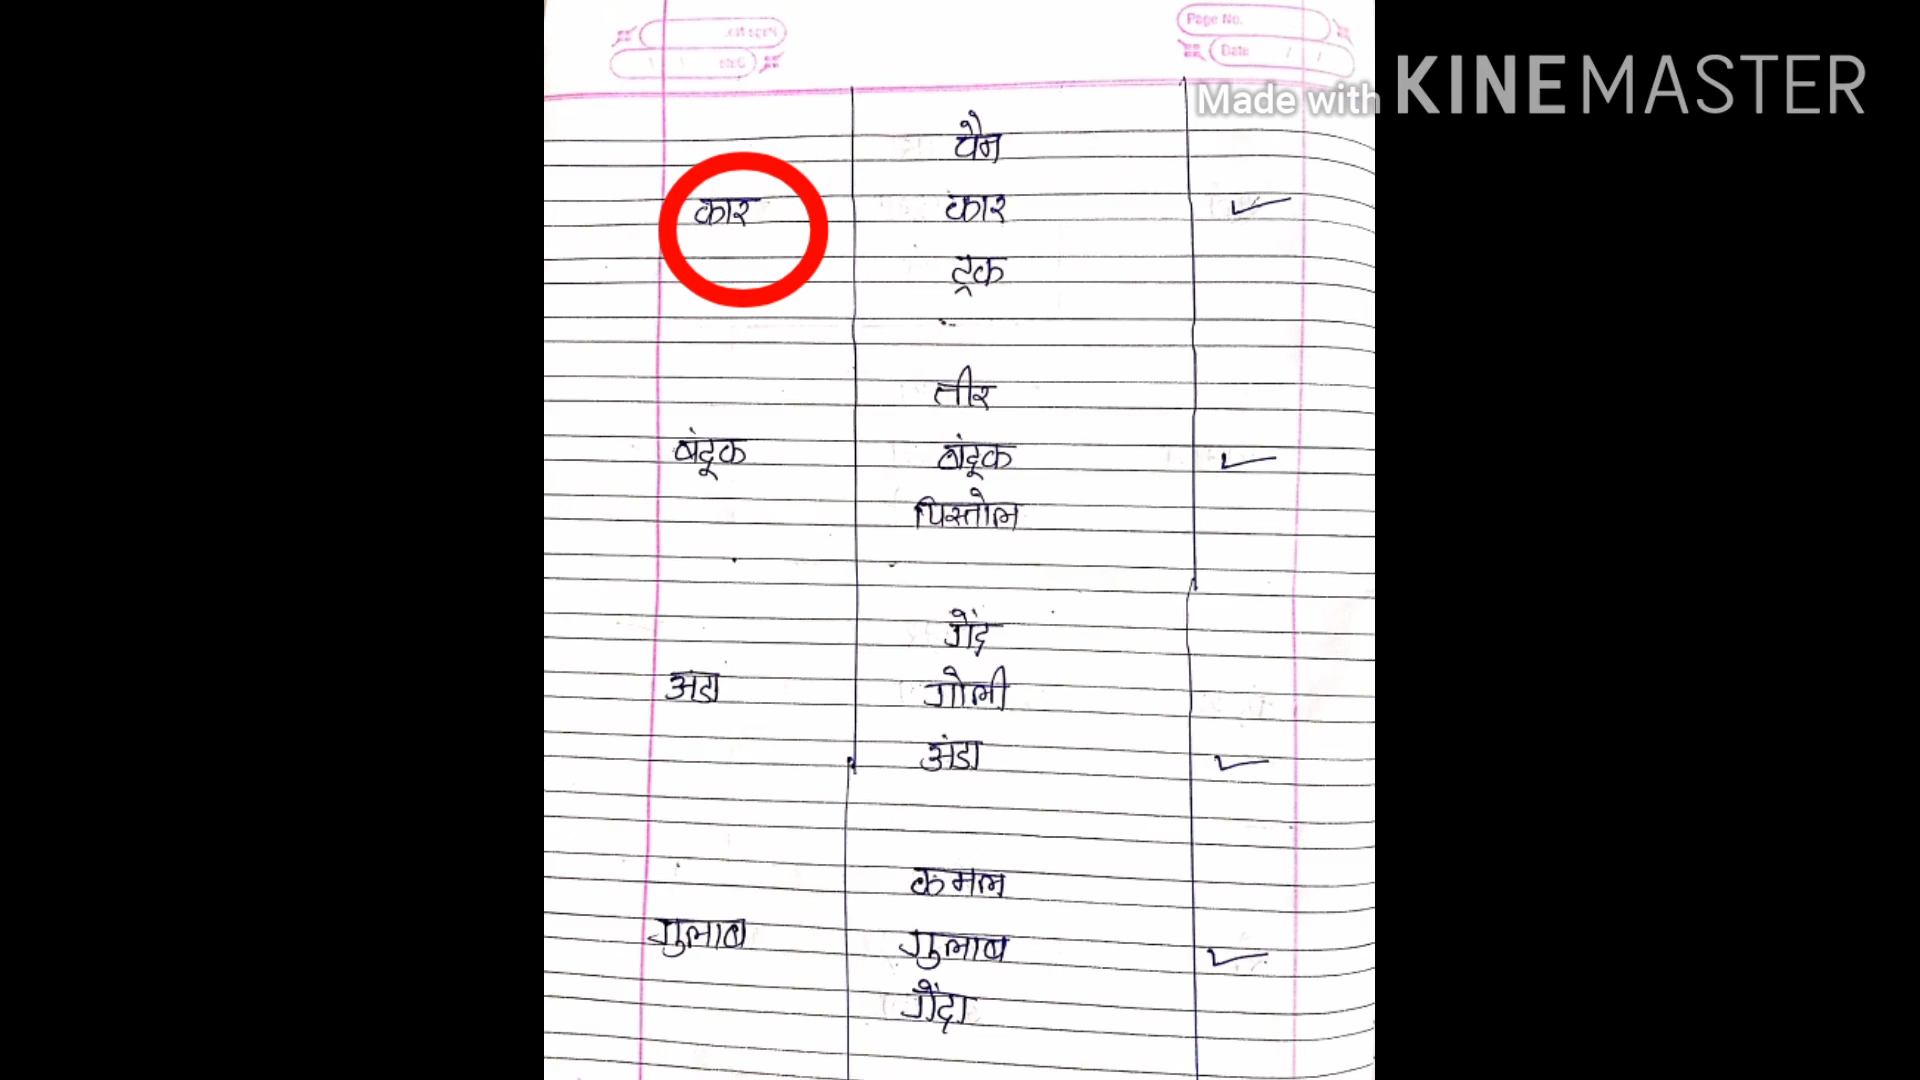 Page No.
Date / /
Made with KINEMASTER
पैन
कार कार
ट्रक
तीर
बंदूक बंदूक
पिस्तोल
गेंद
अंडा गोली
अंडा
कमल
गुलाब गुलाब
गेंदा